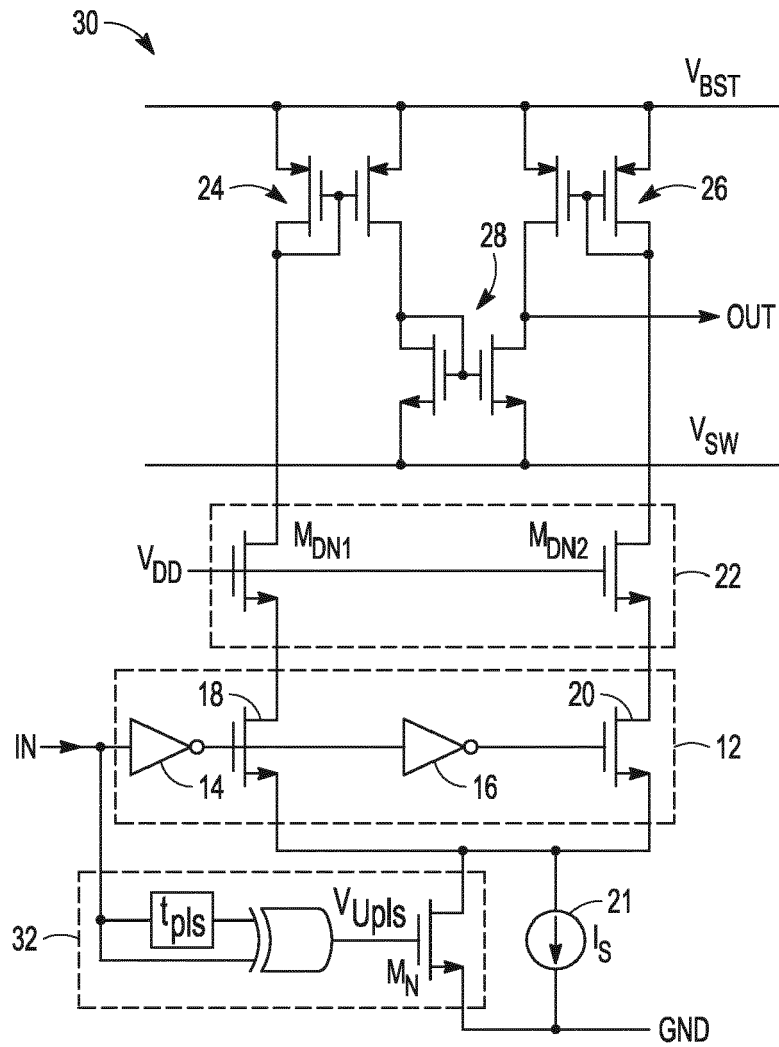 30
V_BST
24
26
28
OUT
V_SW
V_DD
M_DN1
M_DN2
22
18
20
IN
14
16
12
32
t_pls
V_Upls
M_N
21
I_S
GND